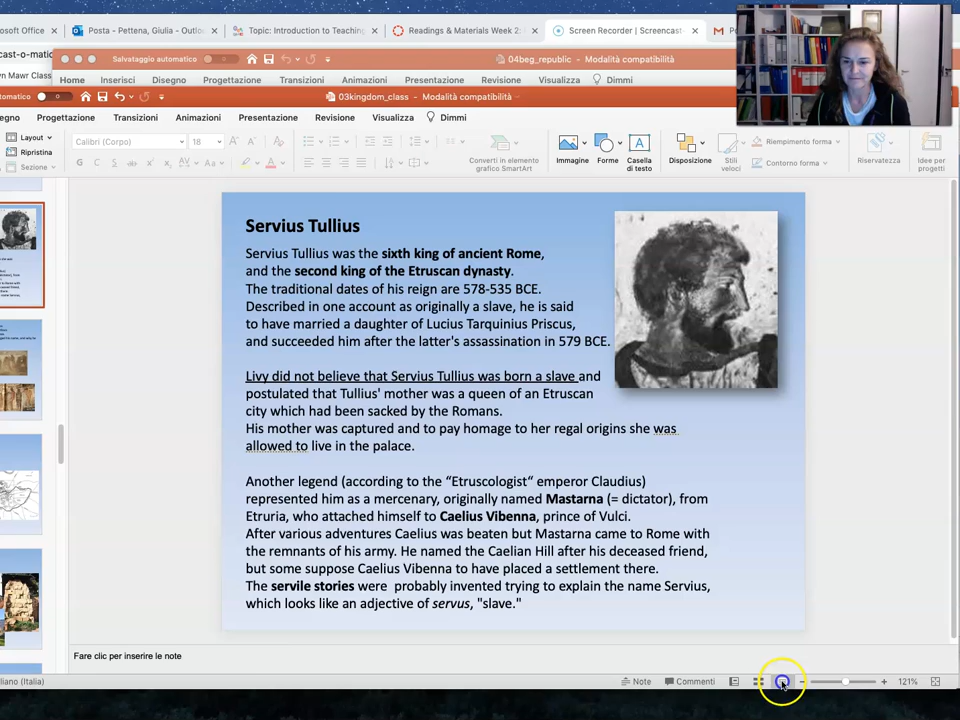 osoft Office
Posta - Pettena, Giulia - Outlo
Topic: Introduction to Teaching
Readings & Materials Week 2:
Screen Recorder | Screencast-
cast-o-matic
yn Mawr Class
Salvataggio automatico
04beg_republic — Modalità compatibilità
Home Inserisci Disegno Progettazione Transizioni Animazioni Presentazione Revisione Visualizza Dimmi
utomatico
03kingdom_class — Modalità compatibilità
egno Progettazione Transizioni Animazioni Presentazione Revisione Visualizza Dimmi
Layout
Ripristina
Sezione
Calibri (Corpo) 18
Converti in elemento
grafico SmartArt
Immagine
Forme
Casella
di testo
Disposizione
Stili
veloci
Riempimento forma
Contorno forma
Riservatezza
Idee per
progetti
Servius Tullius
Servius Tullius was the sixth king of ancient Rome,
and the second king of the Etruscan dynasty.
The traditional dates of his reign are 578-535 BCE.
Described in one account as originally a slave, he is said
to have married a daughter of Lucius Tarquinius Priscus,
and succeeded him after the latter's assassination in 579 BCE.
Livy did not believe that Servius Tullius was born a slave and
postulated that Tullius' mother was a queen of an Etruscan
city which had been sacked by the Romans.
His mother was captured and to pay homage to her regal origins she was
allowed to live in the palace.
Another legend (according to the “Etruscologist“ emperor Claudius)
represented him as a mercenary, originally named Mastarna (= dictator), from
Etruria, who attached himself to Caelius Vibenna, prince of Vulci.
After various adventures Caelius was beaten but Mastarna came to Rome with
the remnants of his army. He named the Caelian Hill after his deceased friend,
but some suppose Caelius Vibenna to have placed a settlement there.
The servile stories were probably invented trying to explain the name Servius,
which looks like an adjective of servus, "slave."
Fare clic per inserire le note
liano (Italia)
Note
Commenti
121%